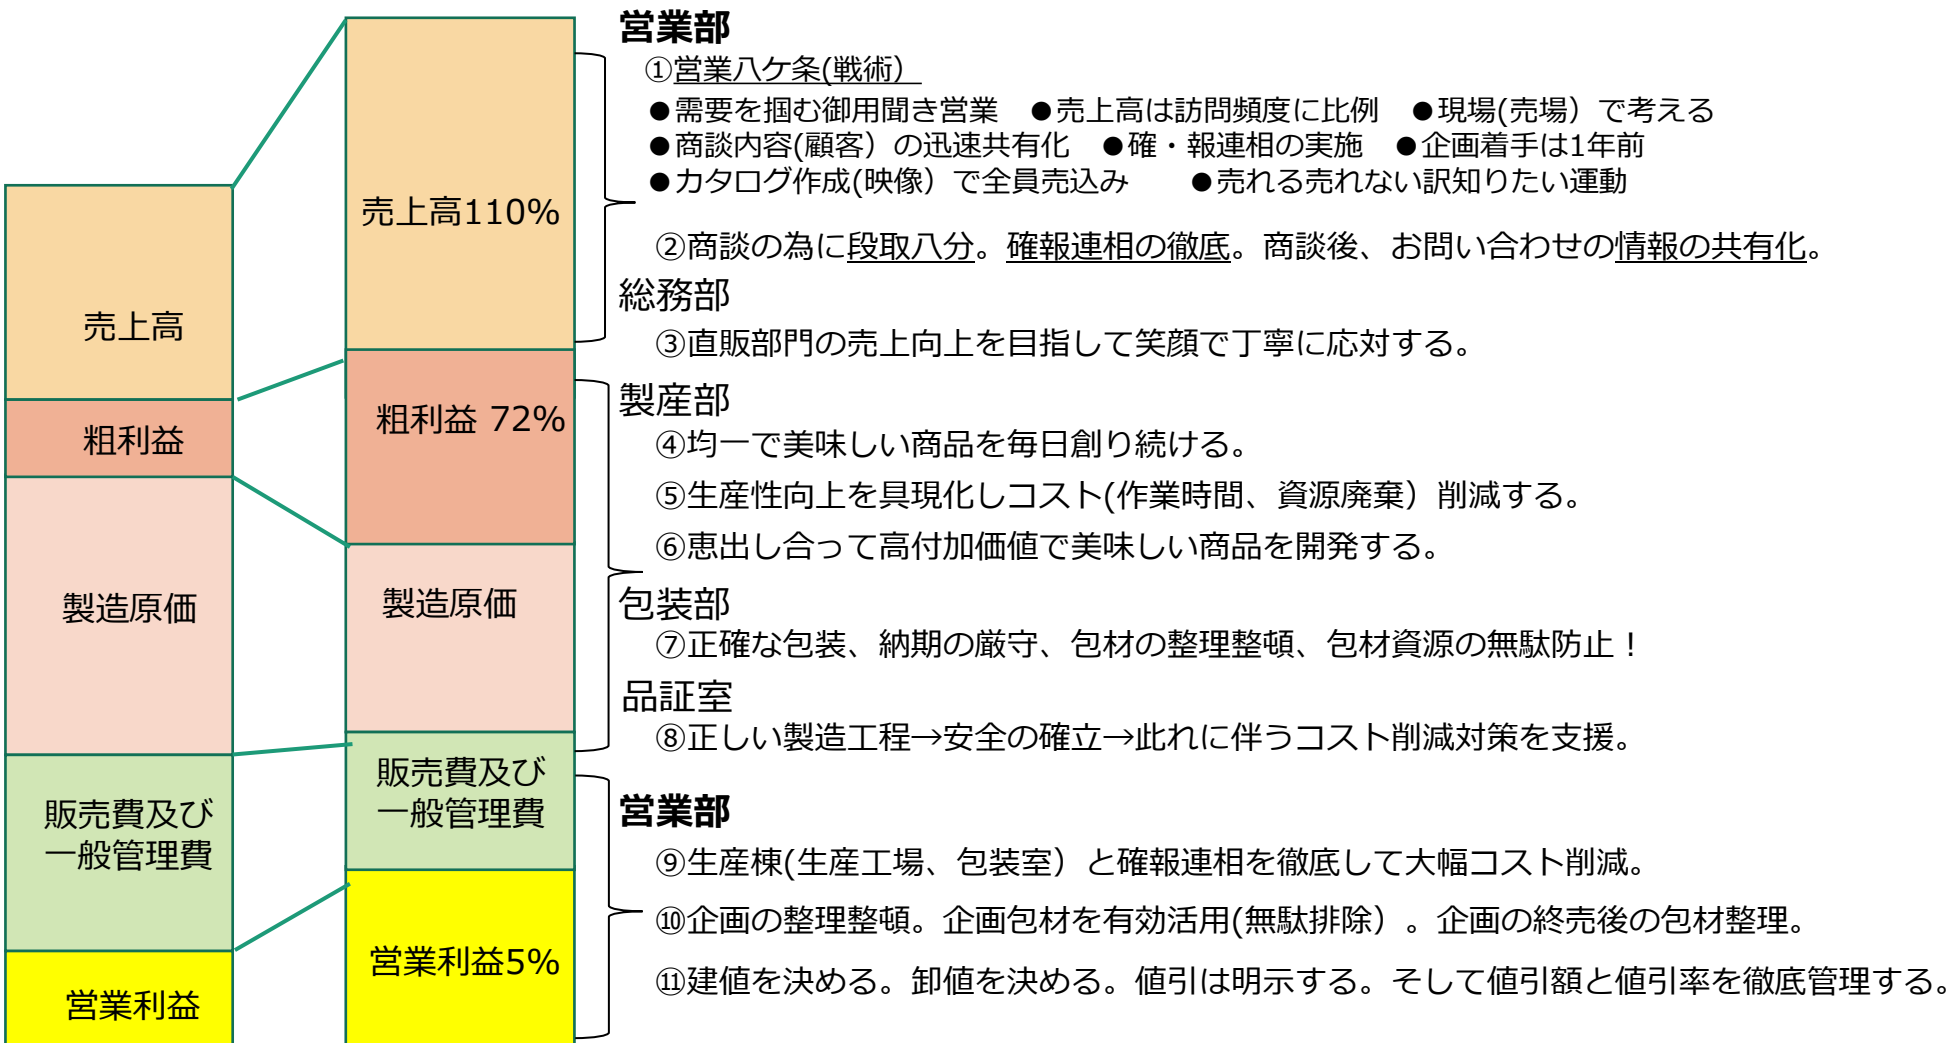 売上高
粗利益
製造原価
販売費及び
一般管理費
営業利益
売上高110%
粗利益 72%
製造原価
販売費及び
一般管理費
営業利益5%
営業部
①営業八ケ条(戦術）
●需要を掴む御用聞き営業 ●売上高は訪問頻度に比例 ●現場(売場）で考える
●商談内容(顧客）の迅速共有化 ●確・報連相の実施 ●企画着手は1年前
●カタログ作成(映像）で全員売込み ●売れる売れない訳知りたい運動
②商談の為に段取八分。確報連相の徹底。商談後、お問い合わせの情報の共有化。
総務部
③直販部門の売上向上を目指して笑顔で丁寧に応対する。
製産部
④均一で美味しい商品を毎日創り続ける。
⑤生産性向上を具現化しコスト(作業時間、資源廃棄）削減する。
⑥恵出し合って高付加価値で美味しい商品を開発する。
包装部
⑦正確な包装、納期の厳守、包材の整理整頓、包材資源の無駄防止！
品証室
⑧正しい製造工程→安全の確立→此れに伴うコスト削減対策を支援。
営業部
⑨生産棟(生産工場、包装室）と確報連相を徹底して大幅コスト削減。
⑩企画の整理整頓。企画包材を有効活用(無駄排除）。企画の終売後の包材整理。
⑪建値を決める。卸値を決める。値引は明示する。そして値引額と値引率を徹底管理する。